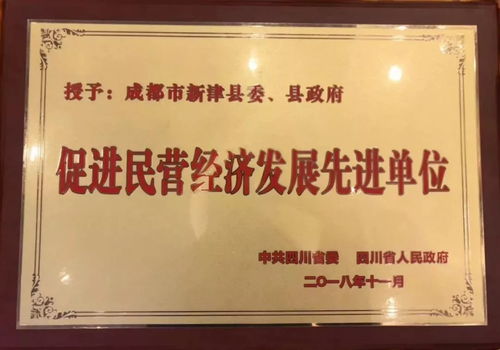 授予：成都市新津县委、县政府
促进民营经济发展先进单位
中共四川省委 四川省人民政府
二〇一八年十一月